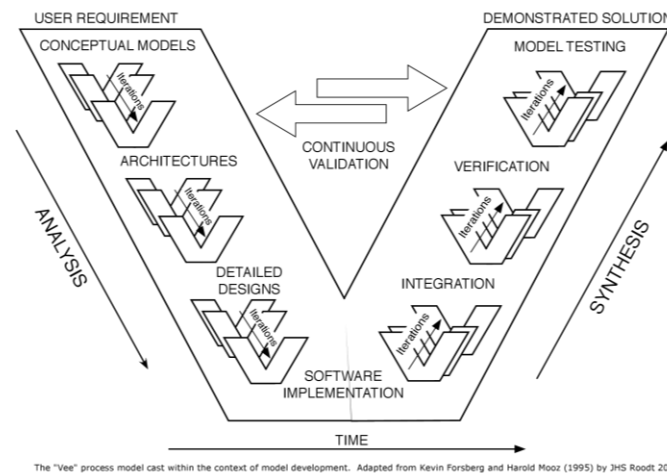 USER REQUIREMENT
DEMONSTRATED SOLUTION
CONCEPTUAL MODELS
MODEL TESTING
Iterations
Iterations
CONTINUOUS
VALIDATION
ARCHITECTURES
VERIFICATION
Iterations
Iterations
ANALYSIS
SYNTHESIS
DETAILED
DESIGNS
INTEGRATION
Iterations
Iterations
SOFTWARE
IMPLEMENTATION
TIME
The "Vee" process model cast within the context of model development. Adapted from Kevin Forsberg and Harold Mooz (1995) by JHS Roodt